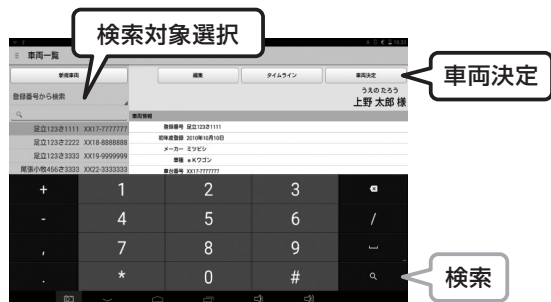 検索対象選択
16:33
車両一覧
新規車両
編集
タイムライン
車両決定
車両決定
登録番号から検索
うえの たろう
上野 太郎 様
車両情報
足立123さ1111 XX17-7777777
登録番号 足立123さ1111
足立123さ2222 XX18-8888888
初年度登録 2010年10月10日
足立123さ3333 XX19-9999999
メーカー ミツビシ
尾張小牧456さ3333 XX22-3333333
車種 eKワゴン
車台番号 XX17-7777777
+ 1 2 3
- 4 5 6 /
, 7 8 9
. * 0 #
検索